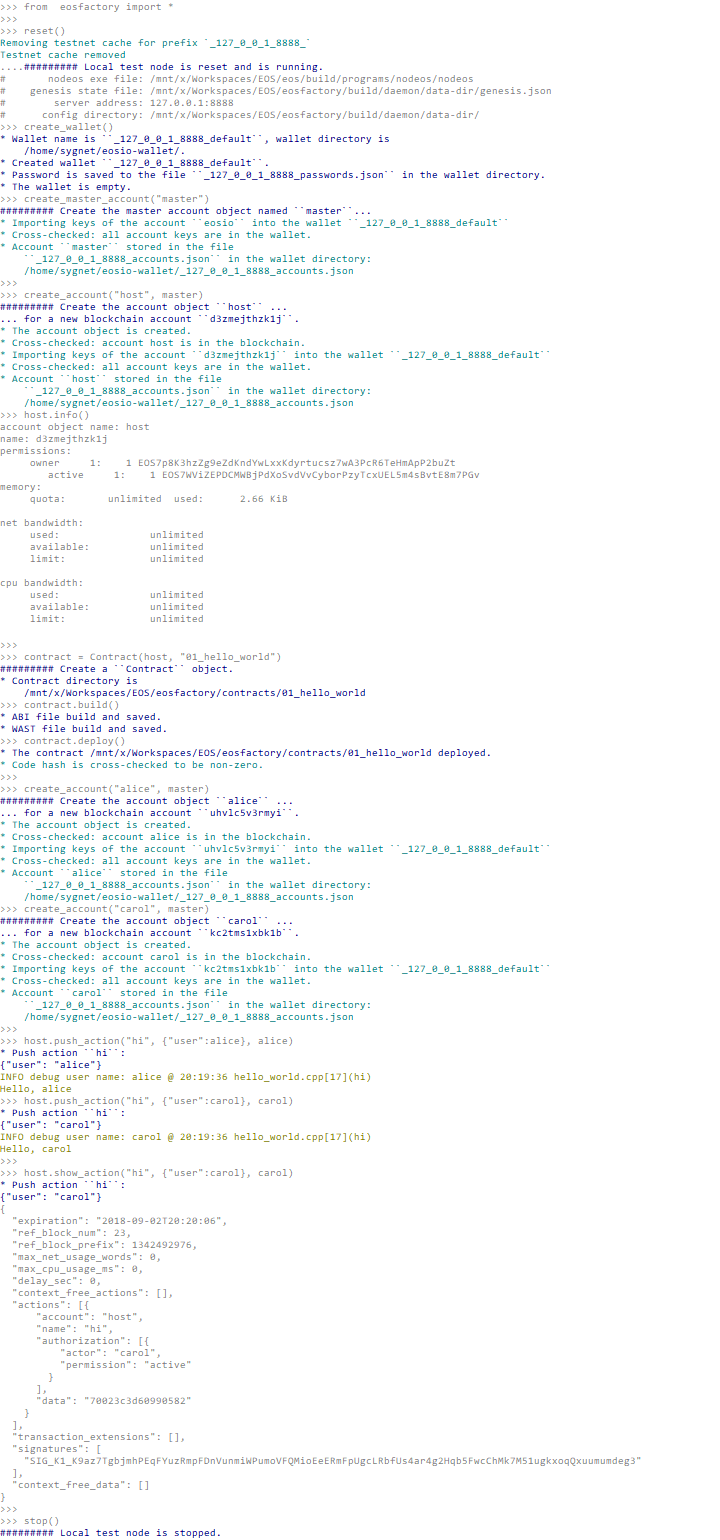 >>> from  eosfactory import *
>>>
>>> reset()
Removing testnet cache for prefix `_127_0_0_1_8888_`
Testnet cache removed
....######### Local test node is reset and is running.
#       nodeos exe file: /mnt/x/Workspaces/EOS/eos/build/programs/nodeos/nodeos
#    genesis state file: /mnt/x/Workspaces/EOS/eosfactory/build/daemon/data-dir/genesis.json
#        server address: 127.0.0.1:8888
#      config directory: /mnt/x/Workspaces/EOS/eosfactory/build/daemon/data-dir/
>>> create_wallet()
* Wallet name is ``_127_0_0_1_8888_default``, wallet directory is
    /home/sygnet/eosio-wallet/.
* Created wallet ``_127_0_0_1_8888_default``.
* Password is saved to the file ``_127_0_0_1_8888_passwords.json`` in the wallet directory.
* The wallet is empty.
>>> create_master_account("master")
######### Create the master account object named ``master``...
* Importing keys of the account ``eosio`` into the wallet ``_127_0_0_1_8888_default``
* Cross-checked: all account keys are in the wallet.
* Account ``master`` stored in the file
    ``_127_0_0_1_8888_accounts.json`` in the wallet directory:
    /home/sygnet/eosio-wallet/_127_0_0_1_8888_accounts.json
>>>
>>> create_account("host", master)
######### Create the account object ``host`` ...
... for a new blockchain account ``d3zmejthzk1j``.
* The account object is created.
* Cross-checked: account host is in the blockchain.
* Importing keys of the account ``d3zmejthzk1j`` into the wallet ``_127_0_0_1_8888_default``
* Cross-checked: all account keys are in the wallet.
* Account ``host`` stored in the file
    ``_127_0_0_1_8888_accounts.json`` in the wallet directory:
    /home/sygnet/eosio-wallet/_127_0_0_1_8888_accounts.json
>>> host.info()
account object name: host
name: d3zmejthzk1j
permissions:
     owner     1:    1 EOS7p8K3hzZg9eZdKndYwLxxKdyrtucsz7wA3PcR6TeHmApP2buZt
        active     1:    1 EOS7WViZEPDCMWBjPdXoSvdVvCyborPzyTcxUEL5m4sBvtE8m7PGv
memory:
     quota:       unlimited  used:      2.66 KiB
net bandwidth:
     used:               unlimited
     available:          unlimited
     limit:              unlimited
cpu bandwidth:
     used:               unlimited
     available:          unlimited
     limit:              unlimited
>>>
>>> contract = Contract(host, "01_hello_world")
######### Create a ``Contract`` object.
* Contract directory is
    /mnt/x/Workspaces/EOS/eosfactory/contracts/01_hello_world
>>> contract.build()
* ABI file build and saved.
* WAST file build and saved.
>>> contract.deploy()
* The contract /mnt/x/Workspaces/EOS/eosfactory/contracts/01_hello_world deployed.
* Code hash is cross-checked to be non-zero.
>>>
>>> create_account("alice", master)
######### Create the account object ``alice`` ...
... for a new blockchain account ``uhvlc5v3rmyi``.
* The account object is created.
* Cross-checked: account alice is in the blockchain.
* Importing keys of the account ``uhvlc5v3rmyi`` into the wallet ``_127_0_0_1_8888_default``
* Cross-checked: all account keys are in the wallet.
* Account ``alice`` stored in the file
    ``_127_0_0_1_8888_accounts.json`` in the wallet directory:
    /home/sygnet/eosio-wallet/_127_0_0_1_8888_accounts.json
>>> create_account("carol", master)
######### Create the account object ``carol`` ...
... for a new blockchain account ``kc2tms1xbk1b``.
* The account object is created.
* Cross-checked: account carol is in the blockchain.
* Importing keys of the account ``kc2tms1xbk1b`` into the wallet ``_127_0_0_1_8888_default``
* Cross-checked: all account keys are in the wallet.
* Account ``carol`` stored in the file
    ``_127_0_0_1_8888_accounts.json`` in the wallet directory:
    /home/sygnet/eosio-wallet/_127_0_0_1_8888_accounts.json
>>>
>>> host.push_action("hi", {"user":alice}, alice)
* Push action ``hi``:
{"user": "alice"}
INFO debug user name: alice @ 20:19:36 hello_world.cpp[17](hi)
Hello, alice
>>> host.push_action("hi", {"user":carol}, carol)
* Push action ``hi``:
{"user": "carol"}
INFO debug user name: carol @ 20:19:36 hello_world.cpp[17](hi)
Hello, carol
>>>
>>> host.show_action("hi", {"user":carol}, carol)
* Push action ``hi``:
{"user": "carol"}
{
  "expiration": "2018-09-02T20:20:06",
  "ref_block_num": 23,
  "ref_block_prefix": 1342492976,
  "max_net_usage_words": 0,
  "max_cpu_usage_ms": 0,
  "delay_sec": 0,
  "context_free_actions": [],
  "actions": [{
      "account": "host",
      "name": "hi",
      "authorization": [{
          "actor": "carol",
          "permission": "active"
        }
      ],
      "data": "70023c3d60990582"
    }
  ],
  "transaction_extensions": [],
  "signatures": [
    "SIG_K1_K9az7TgbjmhPEqFYuzRmpFDnVunmiWPumoVFQMioEeERmFpUgcLRbfUs4ar4g2Hqb5FwcChMk7M51ugkxoqQxuumumdeg3"
  ],
  "context_free_data": []
}
>>>
>>> stop()
######### Local test node is stopped.